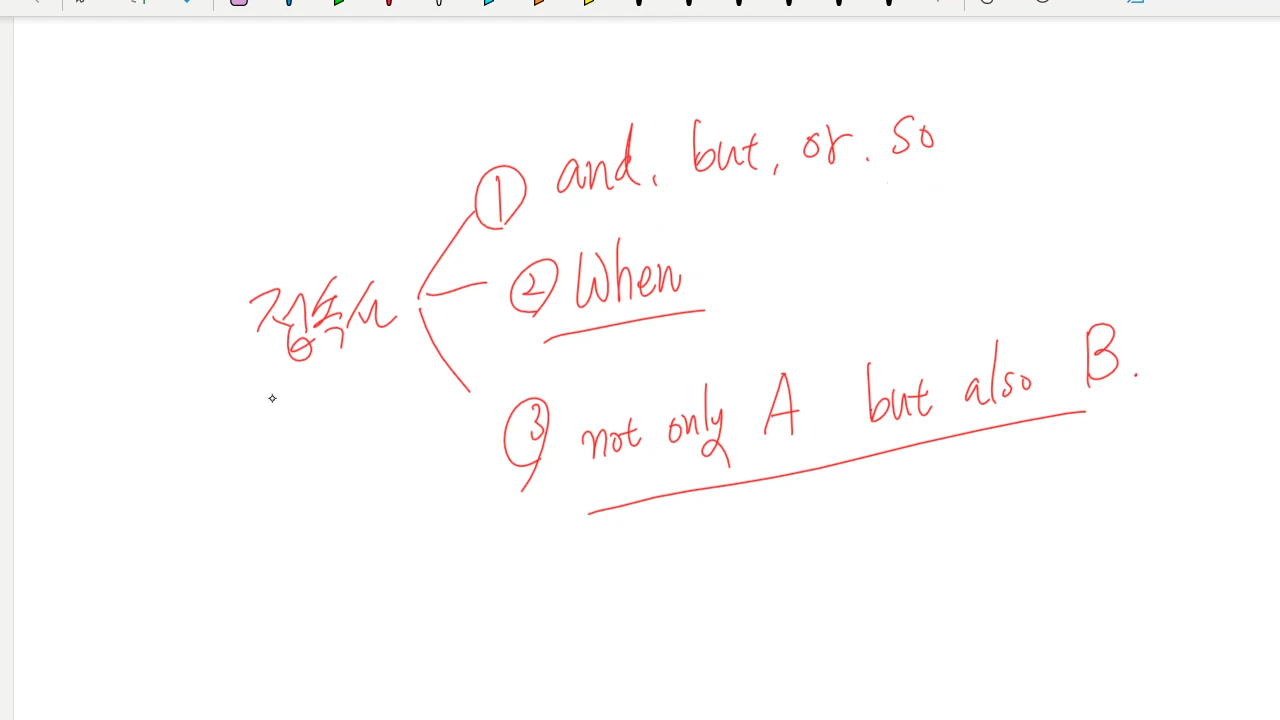 ① and, but, or. so
접속사
② When
③ not only A but also B.